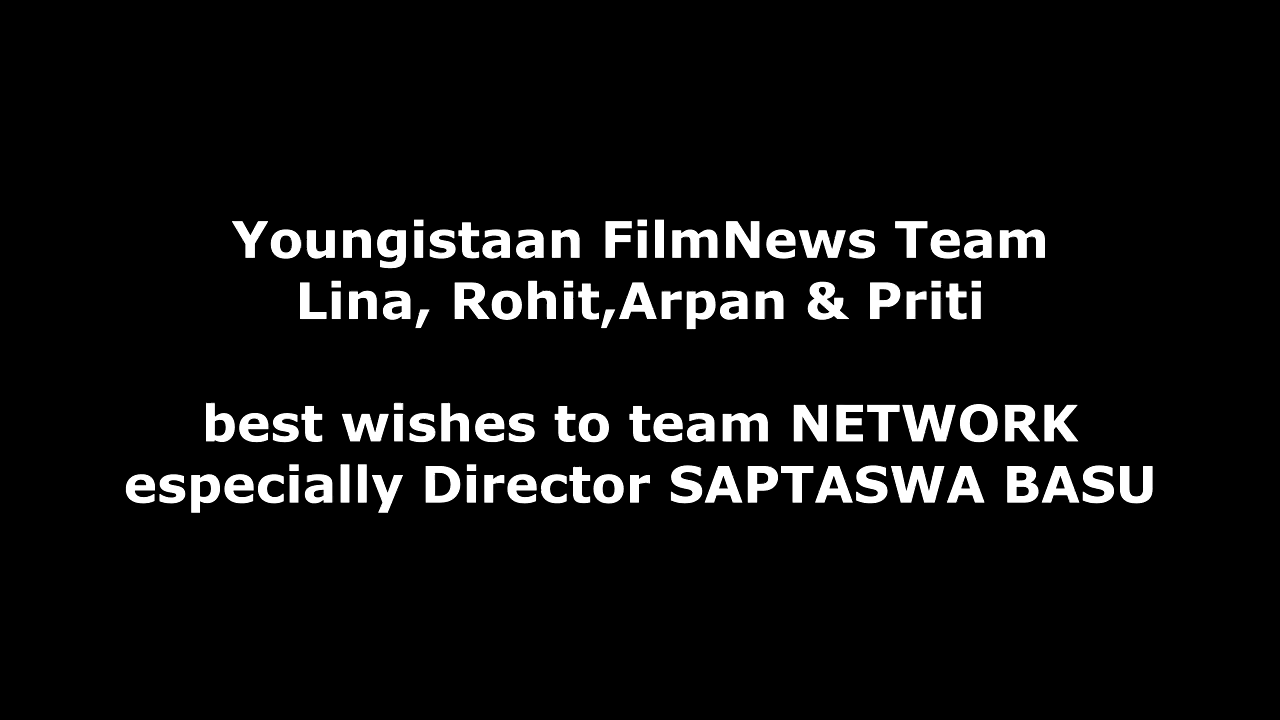 Youngistaan FilmNews Team
Lina, Rohit,Arpan & Priti
best wishes to team NETWORK
especially Director SAPTASWA BASU